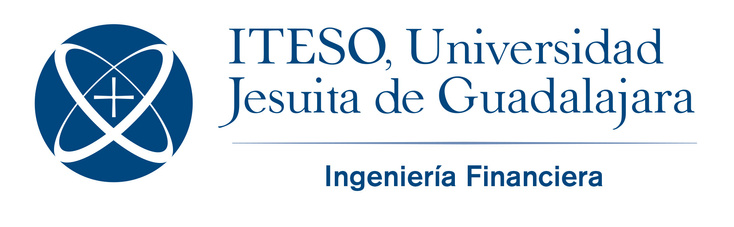 ITESO, Universidad
Jesuita de Guadalajara
Ingeniería Financiera